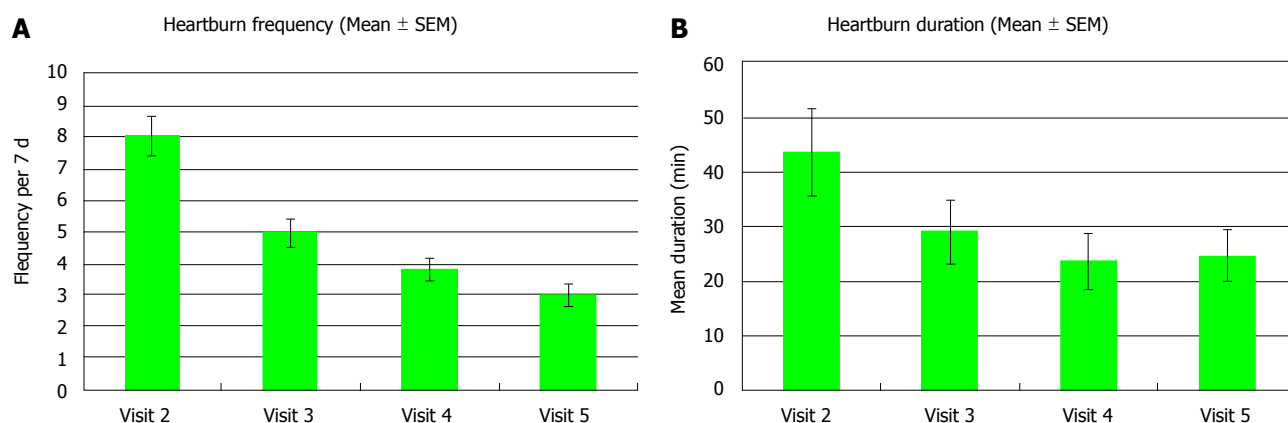 A
Heartburn frequency (Mean ± SEM)
Flequency per 7 d
10
9
8
7
6
5
4
3
2
1
0
Visit 2 Visit 3 Visit 4 Visit 5
B
Heartburn duration (Mean ± SEM)
Mean duration (min)
60
50
40
30
20
10
0
Visit 2 Visit 3 Visit 4 Visit 5